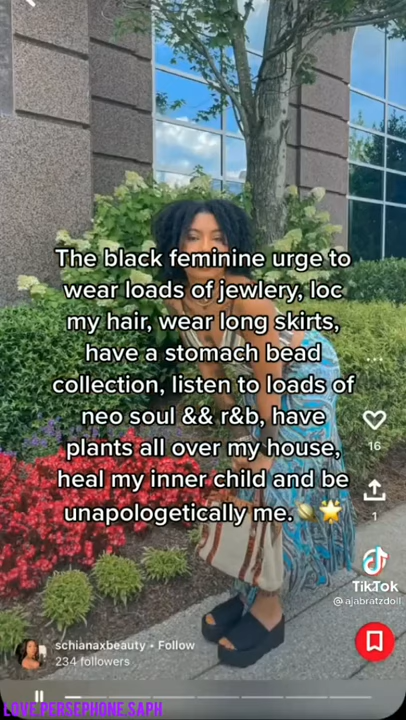 The black feminine urge to
wear loads of jewlery, loc
my hair, wear long skirts,
have a stomach bead
collection, listen to loads of
neo soul && r&b, have
plants all over my house,
heal my inner child and be
unapologetically me.
16
1
TikTok
@ajabratzdoll
schianaxbeauty • Follow
234 followers
LOVE.PERSEPHONE.SAPH